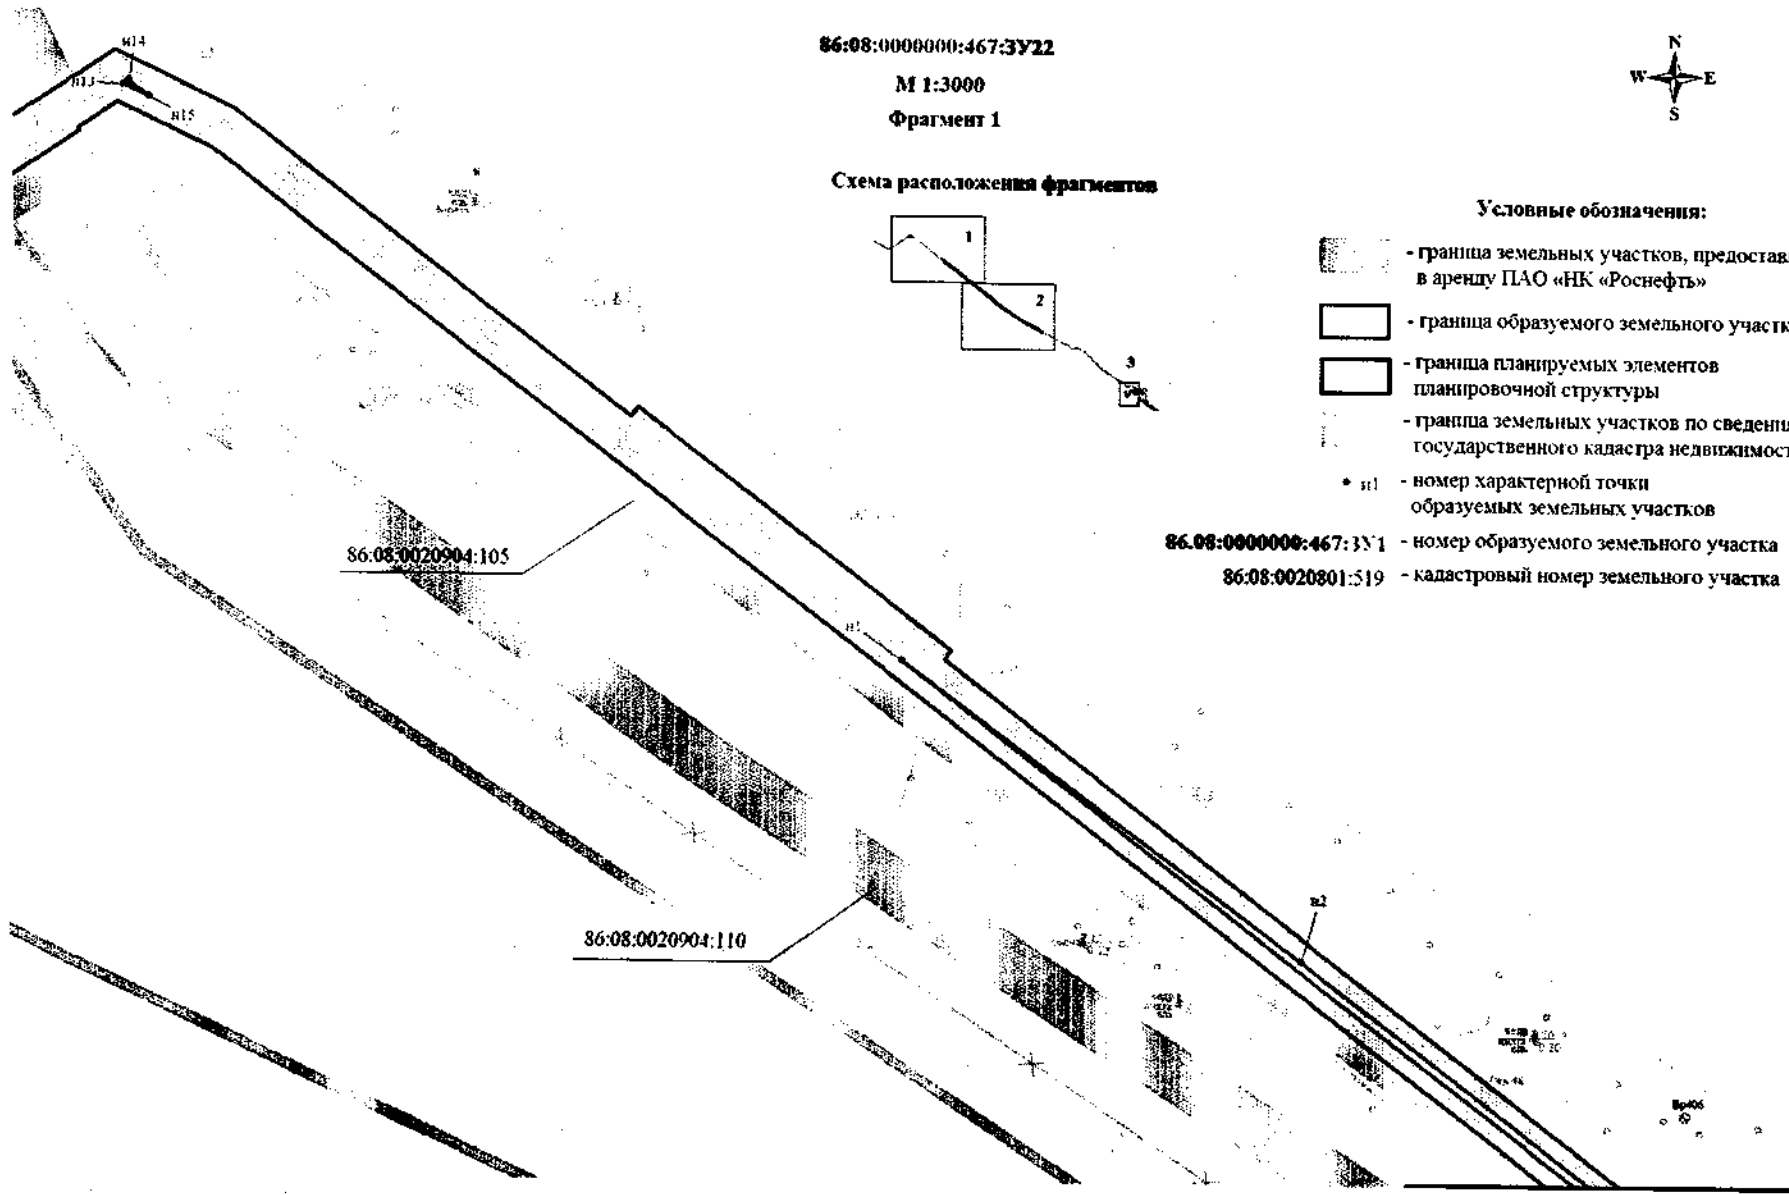 86:08:0000000:467:ЗУ22
М 1:3000
Фрагмент 1
N
W E
S
Схема расположения фрагментов
1
2
3
Условные обозначения:
- граница земельных участков, предостав
в аренду ПАО «НК «Роснефть»
- граница образуемого земельного участк
- граница планируемых элементов
планировочной структуры
- граница земельных участков по сведени
государственного кадастра недвижимост
н1 - номер характерной точки
образуемых земельных участков
86.08:0000000:467:ЗУ1 - номер образуемого земельного участка
86:08:0020801:519 - кадастровый номер земельного участка
н14
н13
н15
86:08:0020904:105
н1
86:08:0020904:110
н2